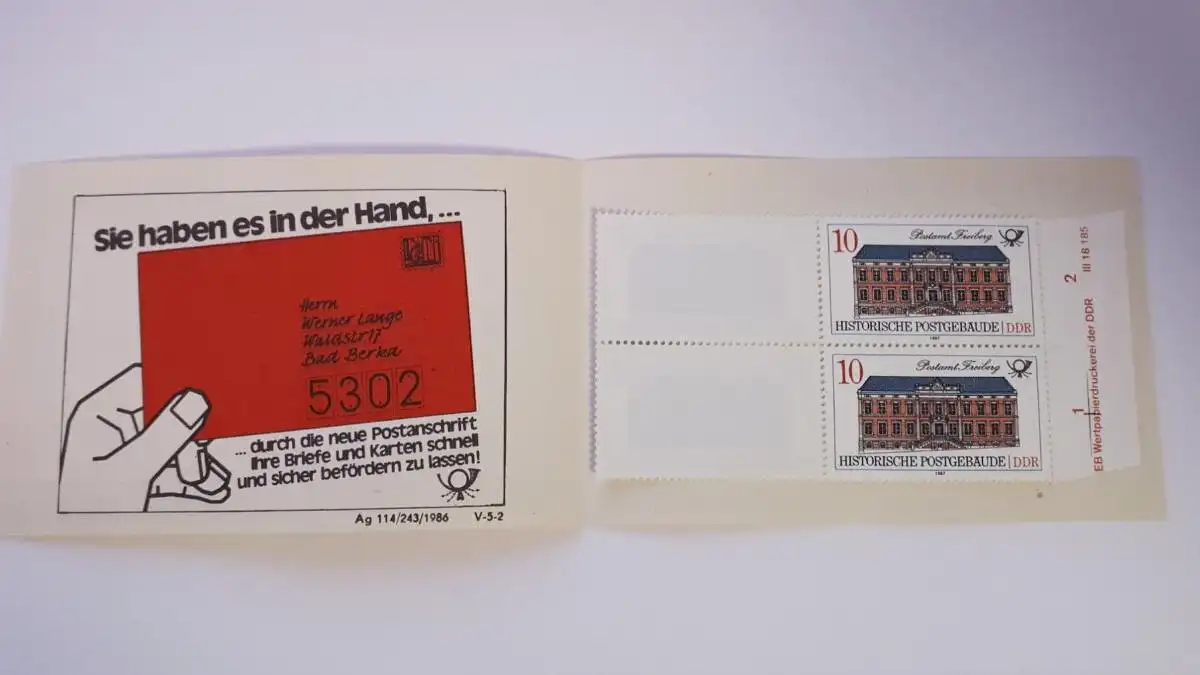 Sie haben es in der Hand, ...
Herrn
Werner Lange
Waldstr 17
Bad Berka
5302
... durch die neue Postanschrift
Ihre Briefe und Karten schnell
und sicher befördern zu lassen!
Ag 114/243/1986 V-5-2
10 Postamt Freiberg
HISTORISCHE POSTGEBÄUDE DDR
1987
10 Postamt Freiberg
HISTORISCHE POSTGEBÄUDE DDR
1987
EB Wertpapierdruckerei der DDR III 18 185
1 2